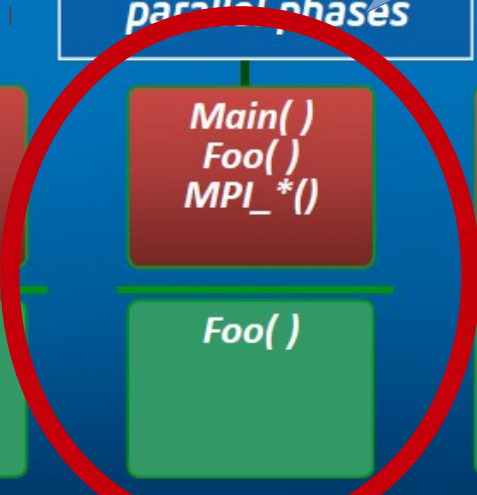 parallel phases
Main( )
Foo( )
MPI_*()
Foo( )